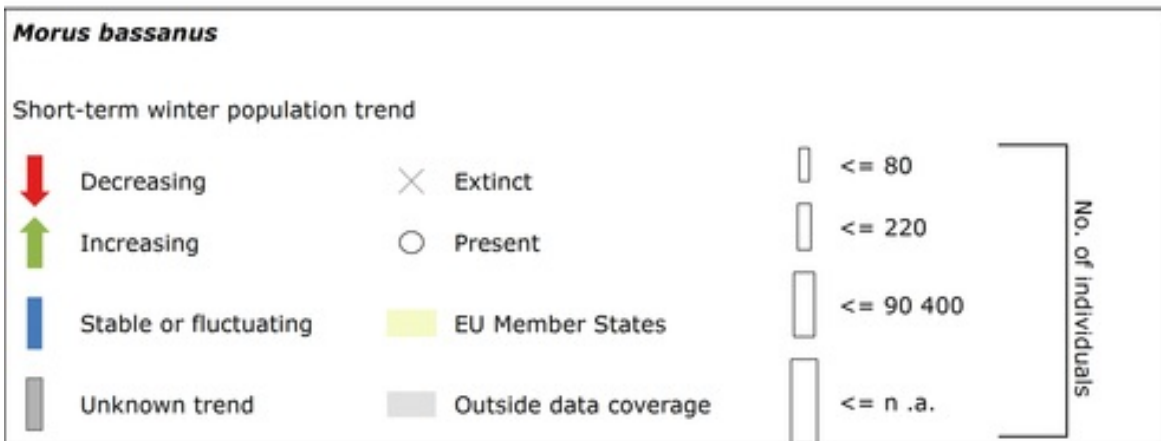 Morus bassanus
Short-term winter population trend
Decreasing
Extinct
<= 80
Increasing
Present
<= 220
Stable or fluctuating
EU Member States
<= 90 400
Unknown trend
Outside data coverage
<= n .a.
No. of individuals